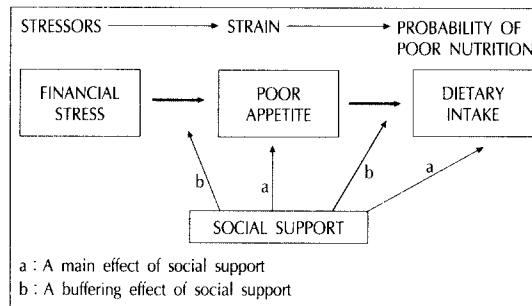 STRESSORS STRAIN PROBABILITY OF
POOR NUTRITION
FINANCIAL
STRESS
POOR
APPETITE
DIETARY
INTAKE
b a b a
SOCIAL SUPPORT
a : A main effect of social support
b : A buffering effect of social support